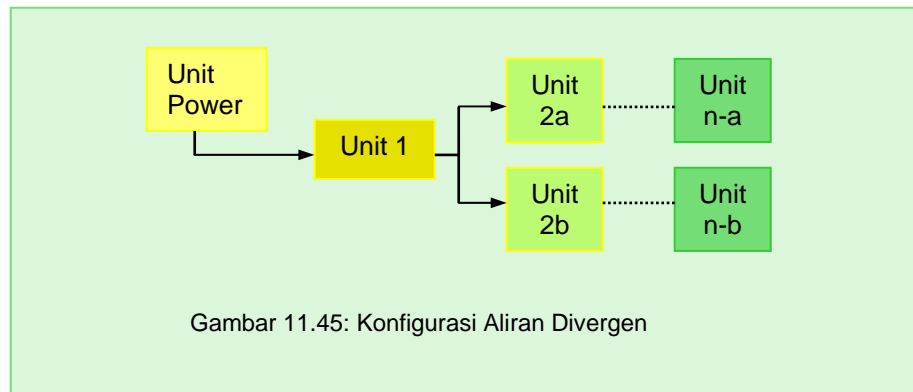 Unit
Power
Unit 1
Unit
2a
Unit
n-a
Unit
2b
Unit
n-b
Gambar 11.45: Konfigurasi Aliran Divergen